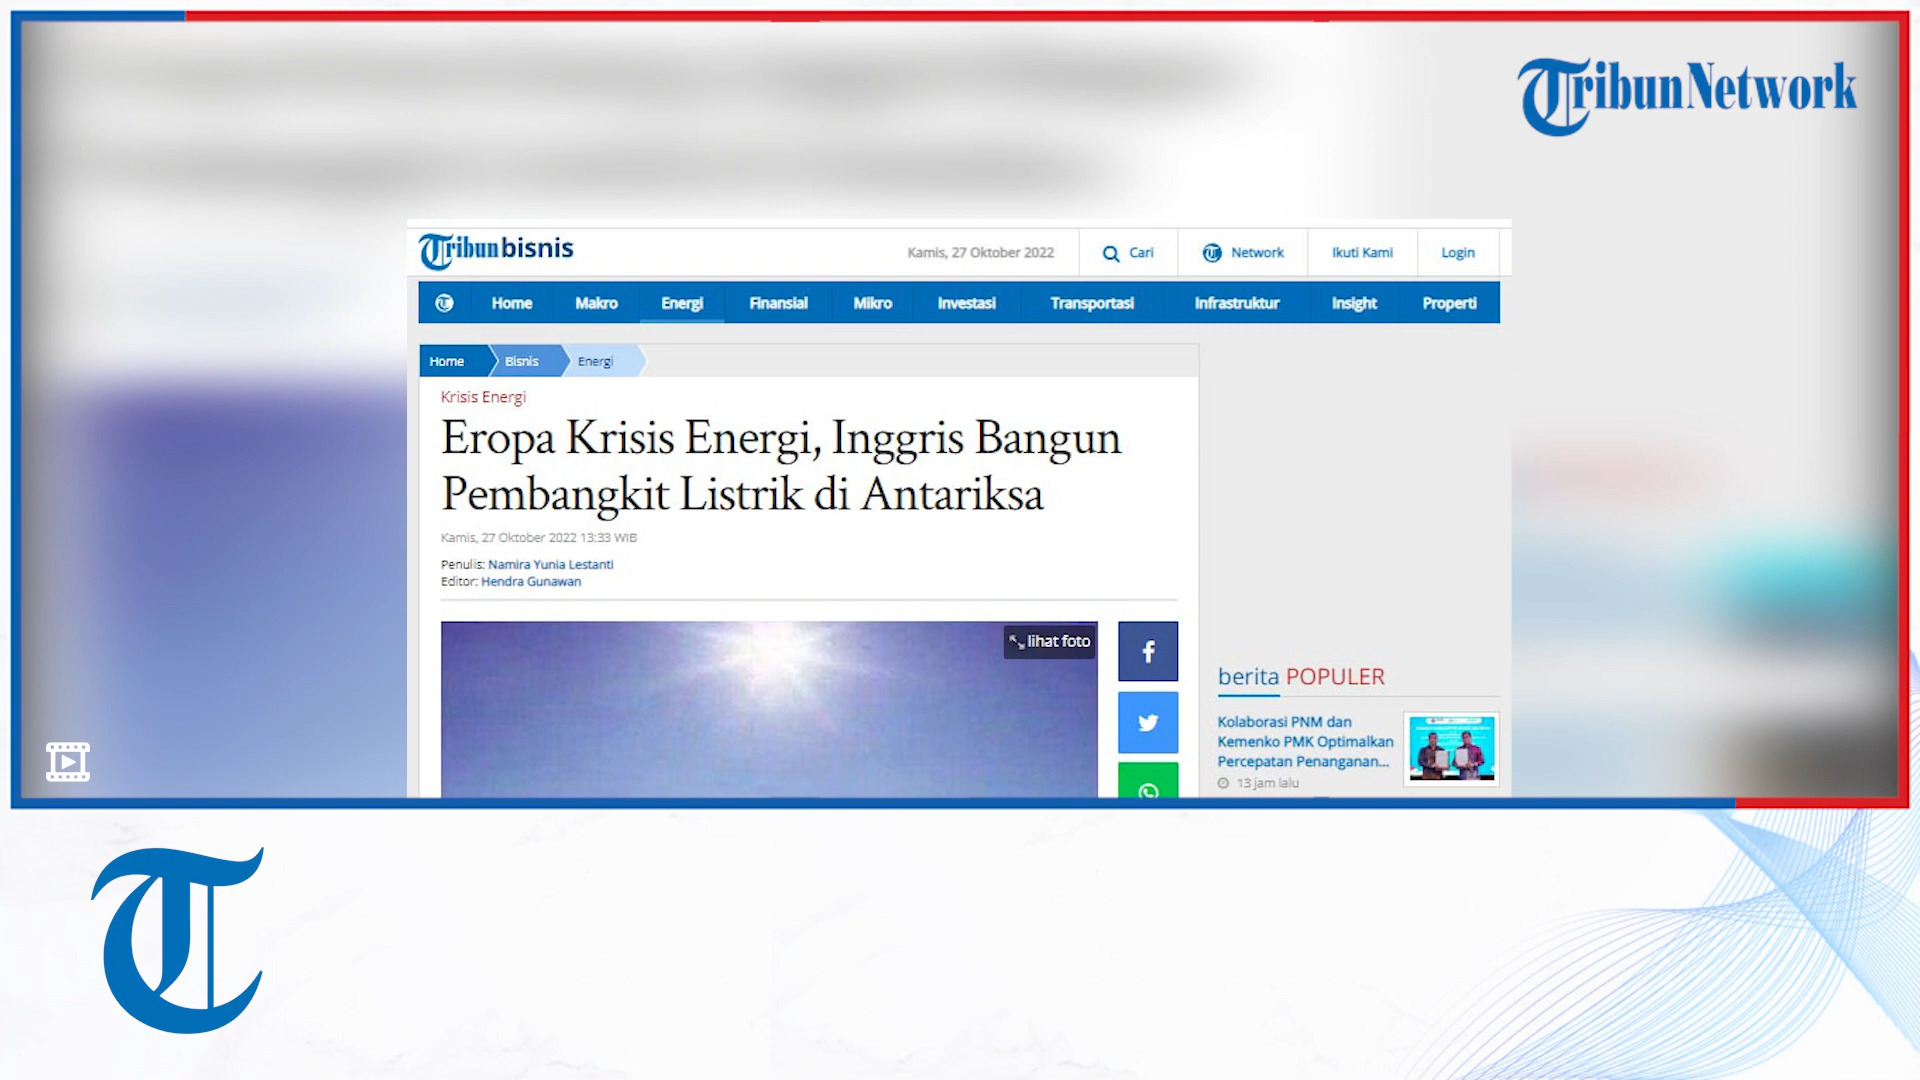 Tribun Network
Tribunbisnis
Kamis, 27 Oktober 2022
Cari
Network
Ikuti Kami
Login
Home
Makro
Energi
Finansial
Mikro
Investasi
Transportasi
Infrastruktur
Insight
Properti
Home
Bisnis
Energi
Krisis Energi
Eropa Krisis Energi, Inggris Bangun
Pembangkit Listrik di Antariksa
Kamis, 27 Oktober 2022 13:33 WIB
Penulis: Namira Yunia Lestanti
Editor: Hendra Gunawan
lihat foto
berita POPULER
Kolaborasi PNM dan
Kemenko PMK Optimalkan
Percepatan Penanganan...
13 jam lalu